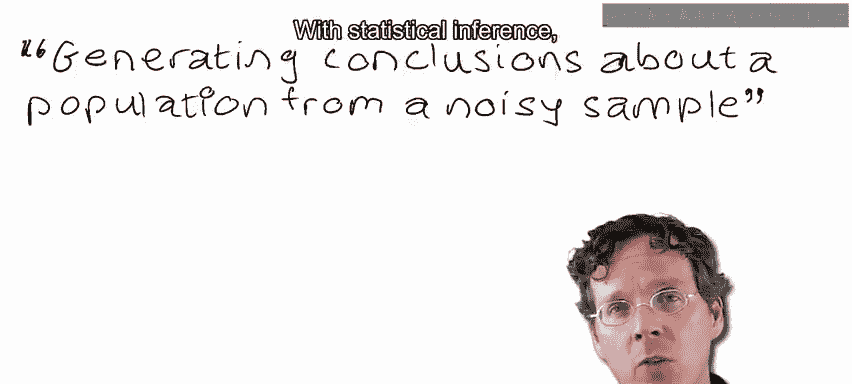 With statistical inference,
"Generating conclusions about a
population from a noisy sample"